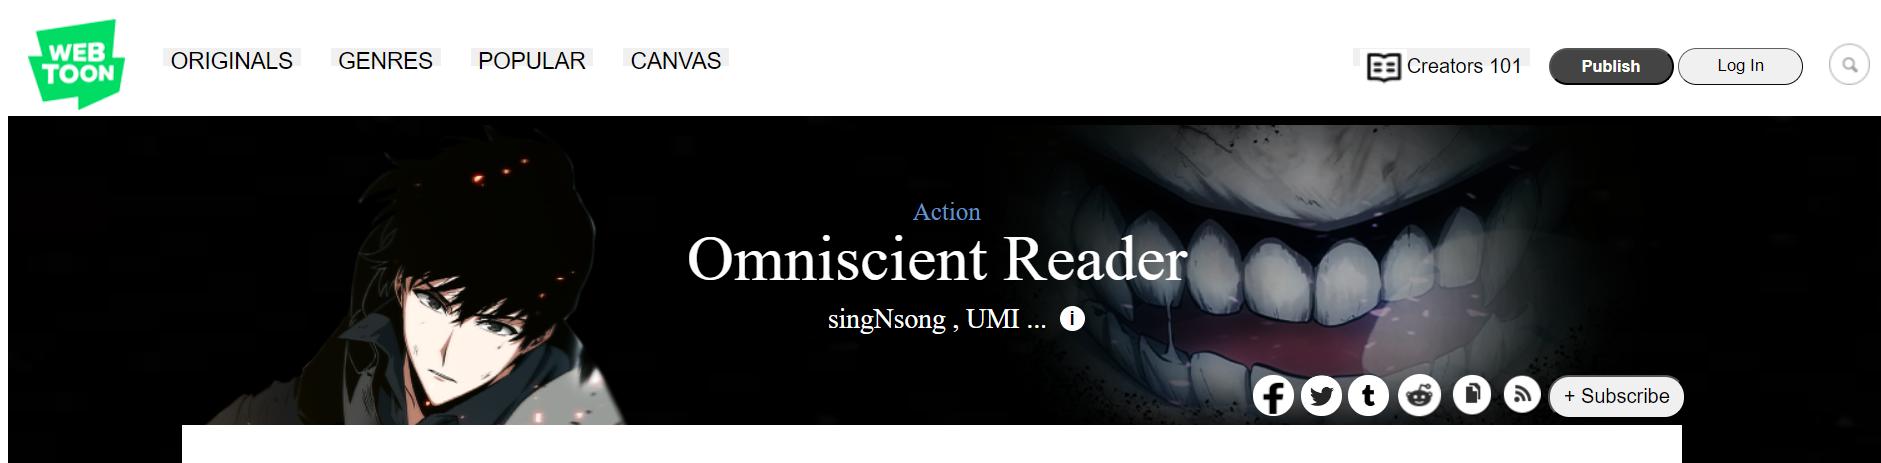 WEB
TOON
ORIGINALS GENRES POPULAR CANVAS
Creators 101 Publish Log In
Action
Omniscient Reader
singNsong , UMI ... i
f t + Subscribe